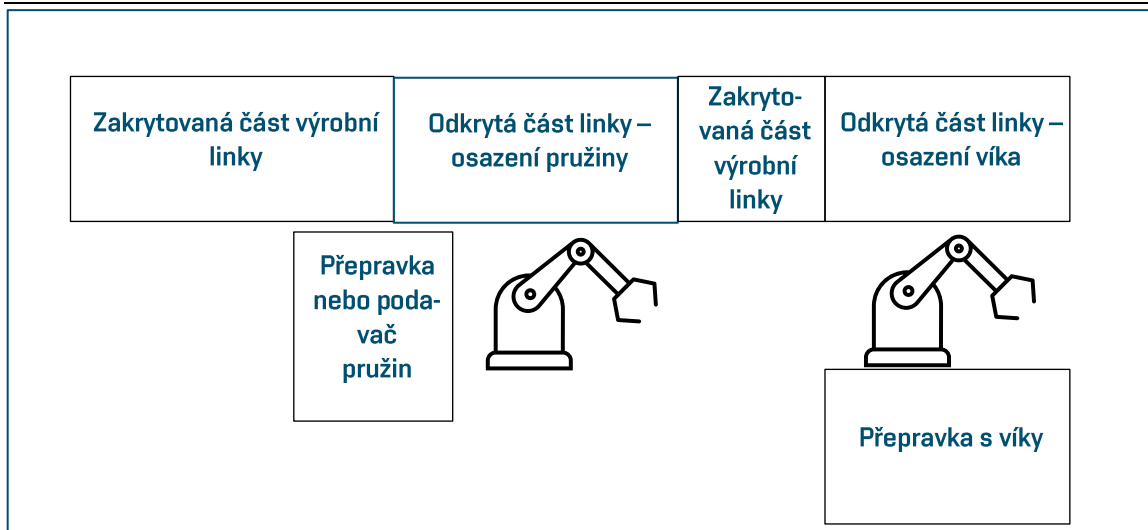 Zakrytovaná část výrobní
linky
Odkrytá část linky –
osazení pružiny
Zakryto-
vaná část
výrobní
linky
Odkrytá část linky –
osazení víka
Přepravka
nebo poda-
vač
pružin
Přepravka s víky